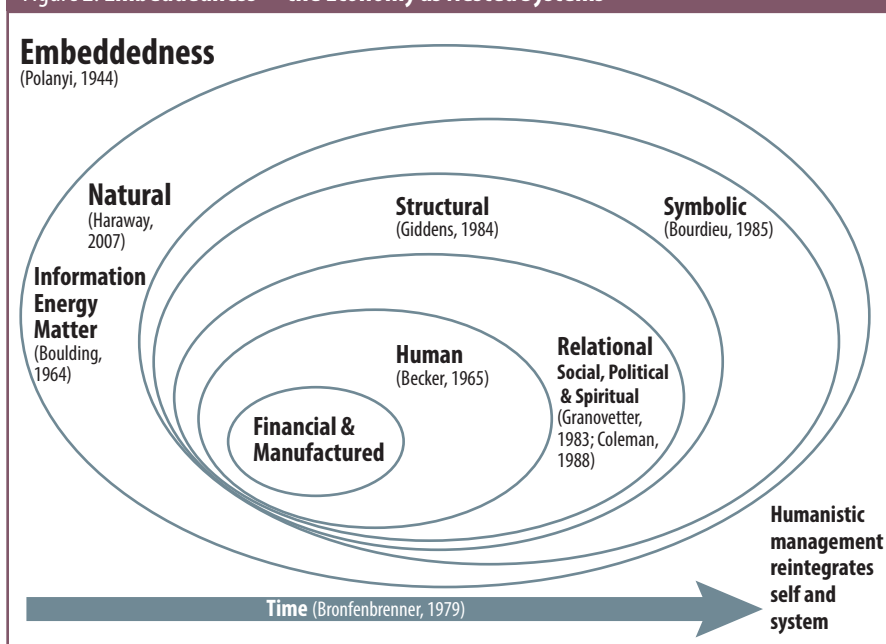 Embeddedness
(Polanyi, 1944)
Natural
(Haraway,
2007)
Information
Energy
Matter
(Boulding,
1964)
Structural
(Giddens, 1984)
Symbolic
(Bourdieu, 1985)
Human
(Becker, 1965)
Relational
Social, Political
& Spiritual
(Granovetter,
1983; Coleman,
1988)
Financial &
Manufactured
Humanistic
management
reintegrates
self and
system
Time (Bronfenbrenner, 1979)